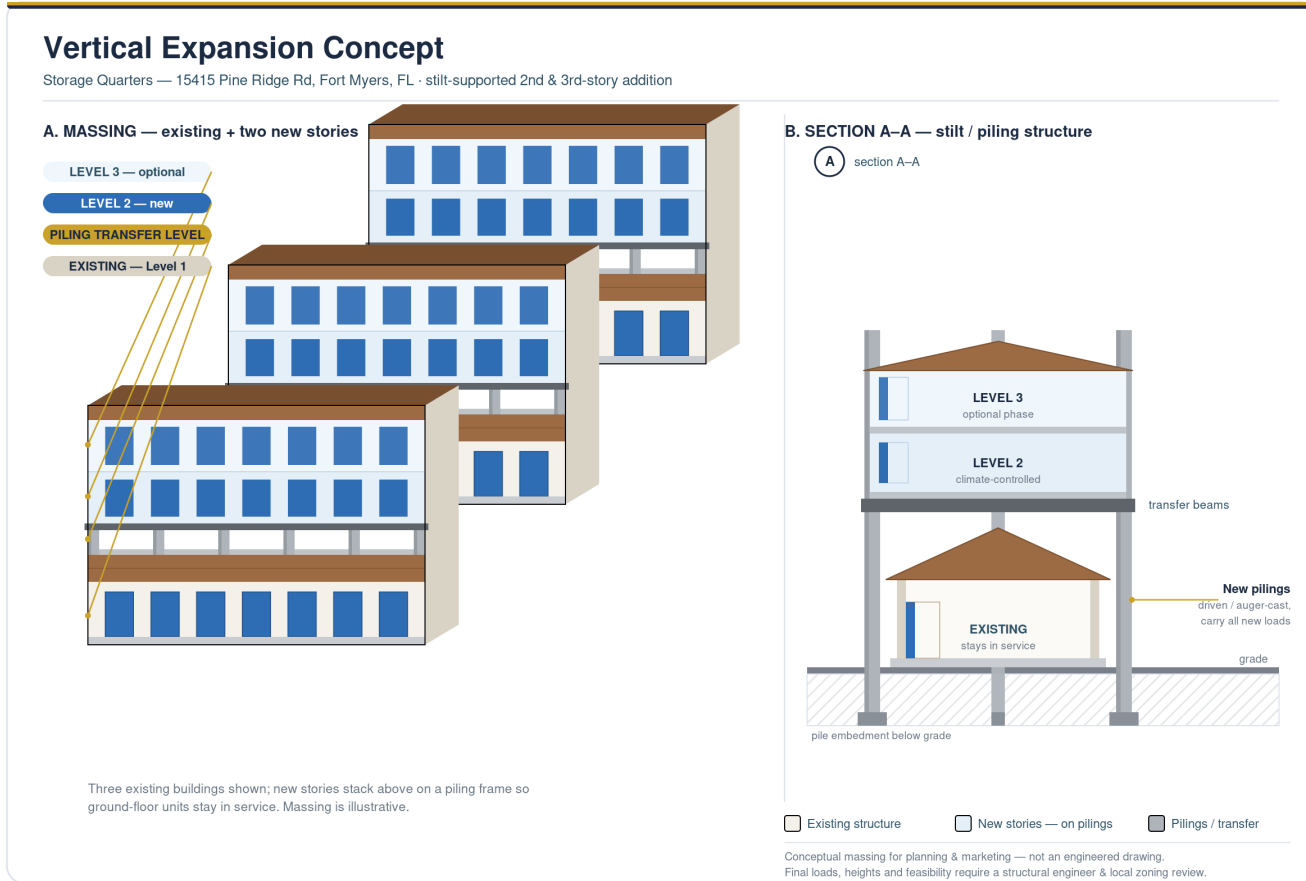 Vertical Expansion Concept
Storage Quarters — 15415 Pine Ridge Rd, Fort Myers, FL · stilt-supported 2nd & 3rd-story addition
A. MASSING — existing + two new stories
LEVEL 3 — optional
LEVEL 2 — new
PILING TRANSFER LEVEL
EXISTING — Level 1
Three existing buildings shown; new stories stack above on a piling frame so
ground-floor units stay in service. Massing is illustrative.
B. SECTION A–A — stilt / piling structure
A
section A–A
LEVEL 3
optional phase
LEVEL 2
climate-controlled
transfer beams
New pilings
driven / auger-cast,
carry all new loads
EXISTING
stays in service
grade
pile embedment below grade
Existing structure
New stories — on pilings
Pilings / transfer
Conceptual massing for planning & marketing — not an engineered drawing.
Final loads, heights and feasibility require a structural engineer & local zoning review.